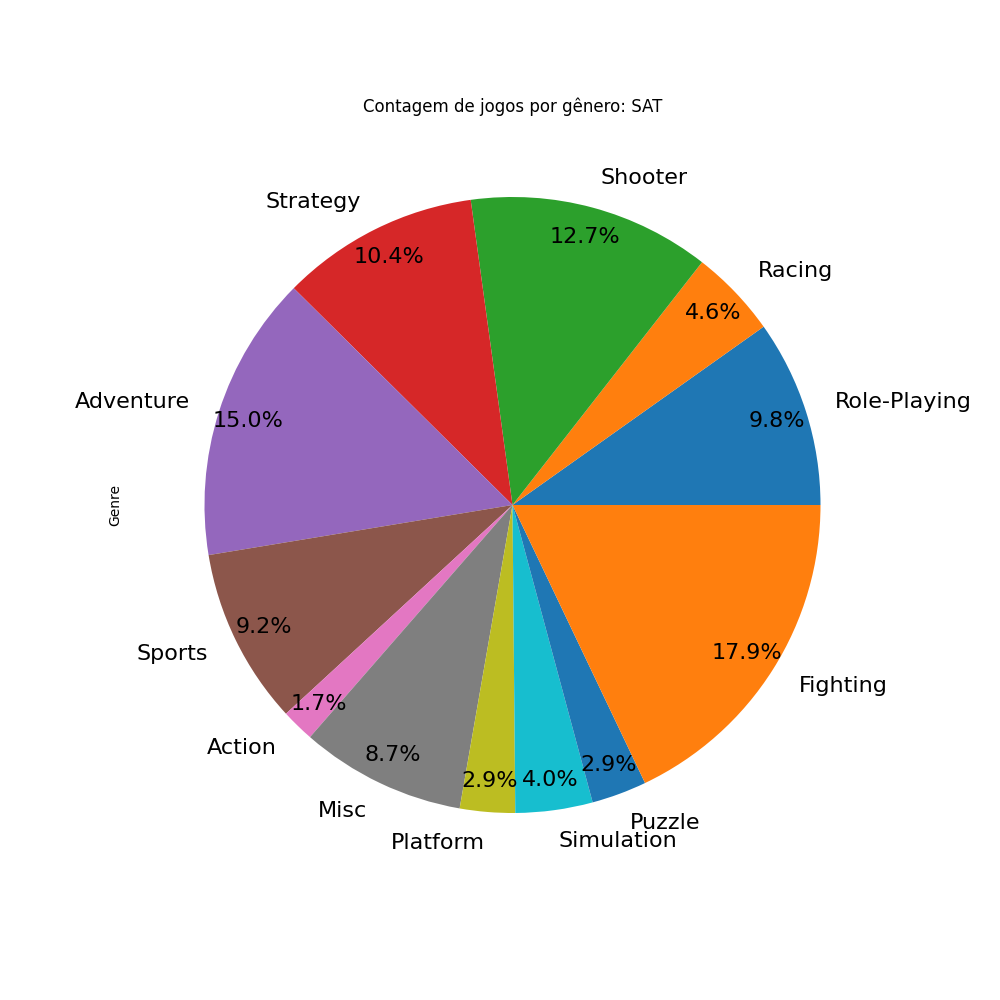 Contagem de jogos por gênero: SAT
Shooter
Strategy
12.7%
10.4%
Racing
4.6%
Adventure
Role-Playing
15.0%
9.8%
Genre
9.2%
Sports
17.9%
Fighting
1.7%
Action
8.7%
2.9%
4.0%
2.9%
Misc
Puzzle
Platform
Simulation